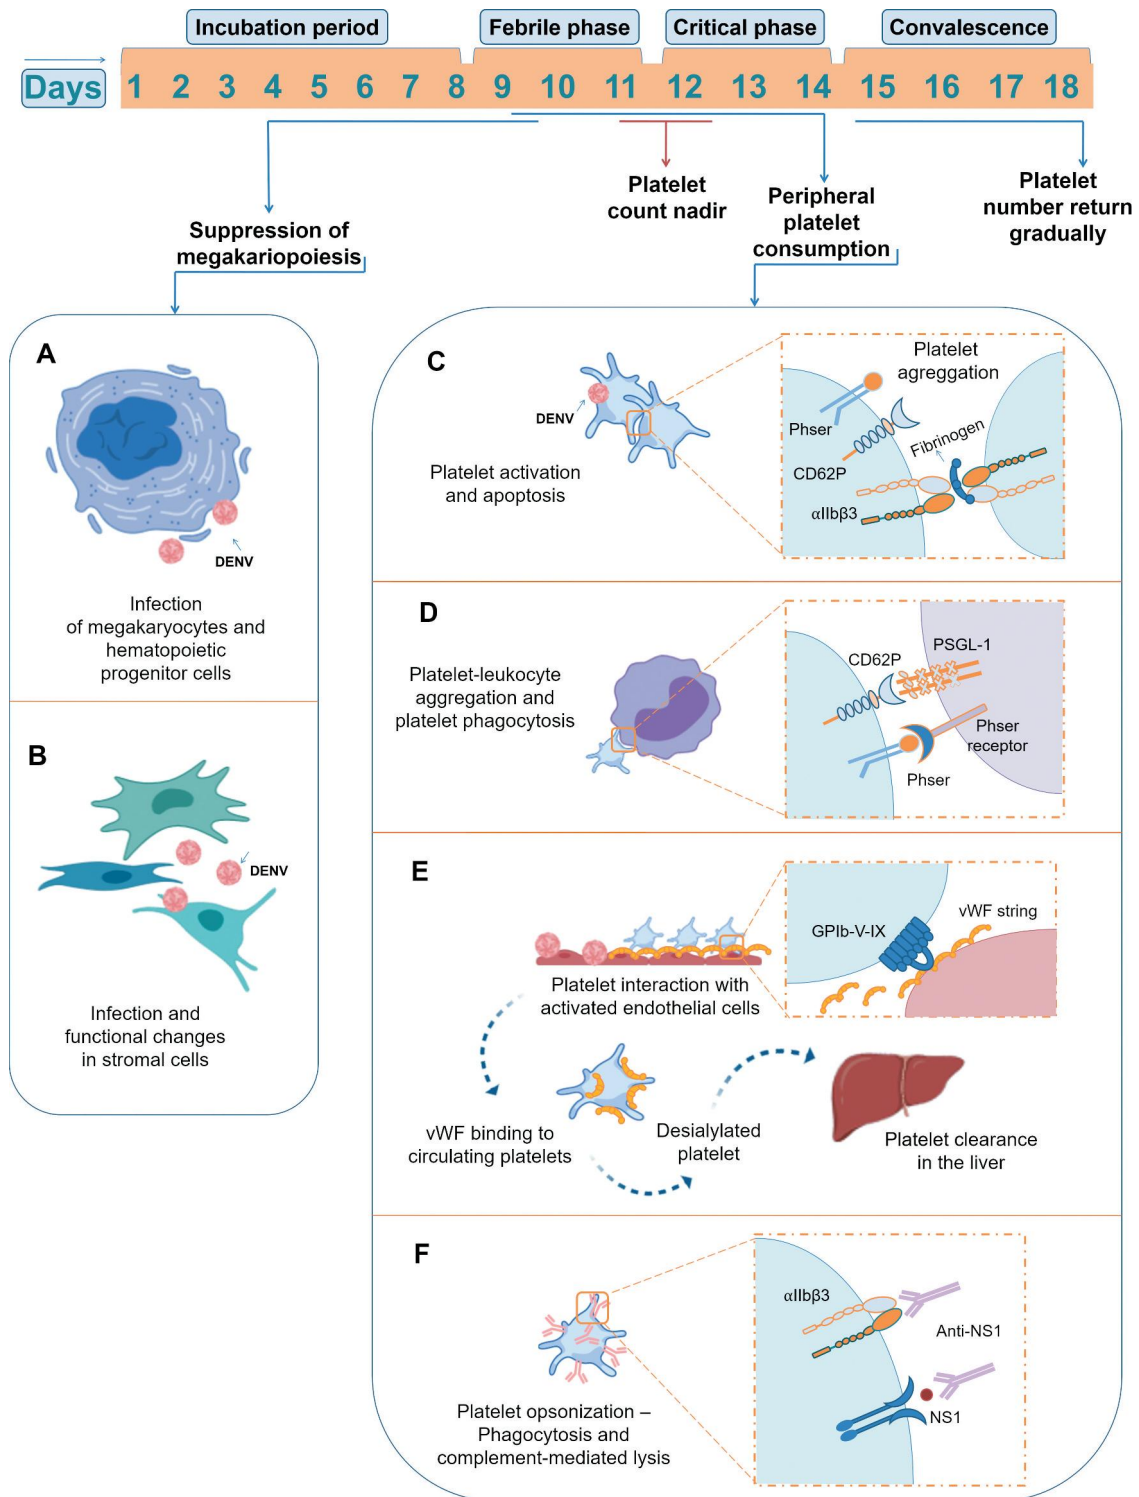 Incubation period
Febrile phase
Critical phase
Convalescence
Days
1 2 3 4 5 6 7 8 9 10 11 12 13 14 15 16 17 18
Suppression of
megakariopoiesis
Platelet
count nadir
Peripheral
platelet
consumption
Platelet
number return
gradually
A
DENV
Infection
of megakaryocytes and
hematopoietic
progenitor cells
B
DENV
Infection and
functional changes
in stromal cells
C
DENV
Platelet activation
and apoptosis
Platelet
agreggation
Phser
Fibrinogen
CD62P
αIIbβ3
D
Platelet-leukocyte
aggregation and
platelet phagocytosis
PSGL-1
CD62P
Phser
receptor
Phser
E
GPIb-V-IX
vWF string
Platelet interaction with
activated endothelial cells
vWF binding to
circulating platelets
Desialylated
platelet
Platelet clearance
in the liver
F
αIIbβ3
Anti-NS1
NS1
Platelet opsonization –
Phagocytosis and
complement-mediated lysis